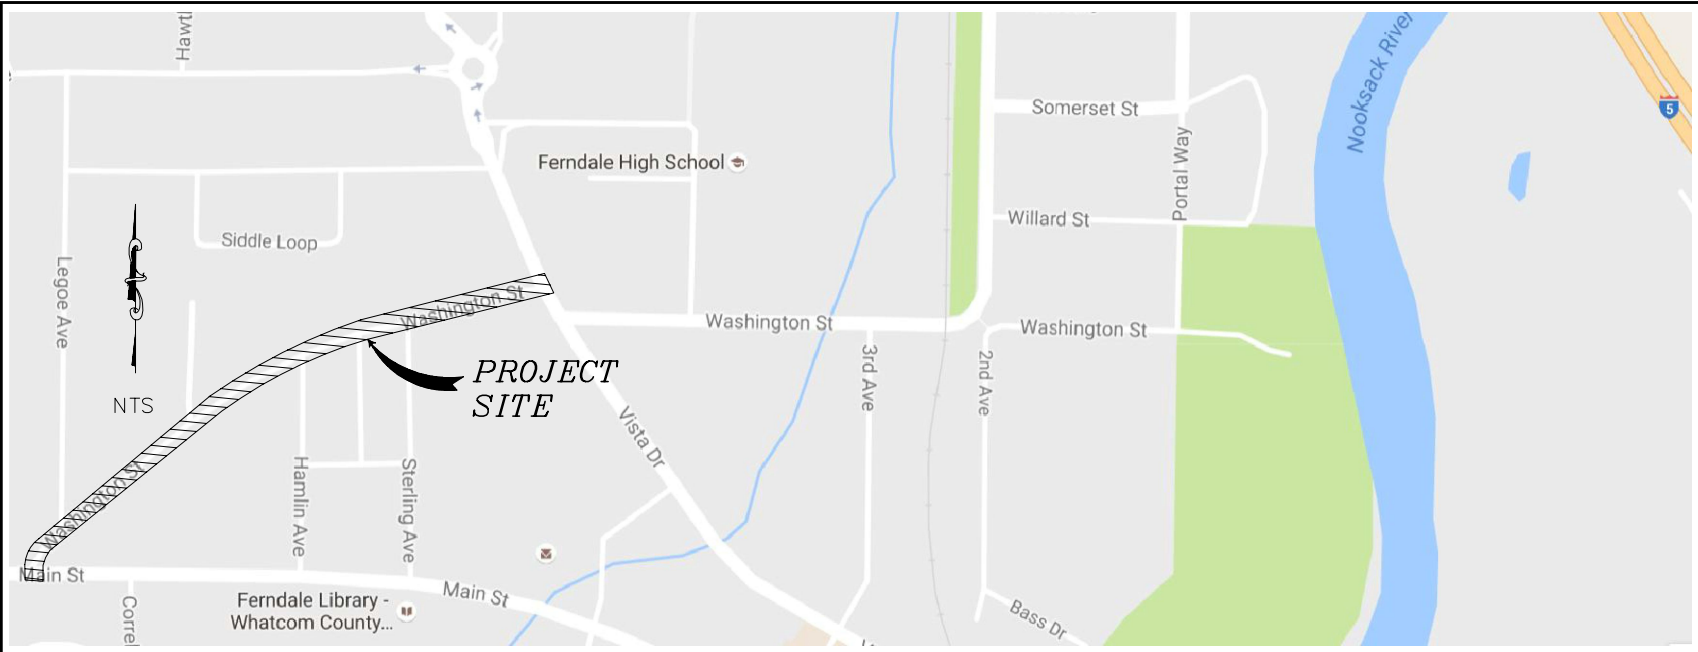 Nooksack River
5
Somerset St
Portal Way
Ferndale High School
Willard St
Siddle Loop
Legoe Ave
Washington St
Washington St
Washington St
3rd Ave
2nd Ave
PROJECT
SITE
NTS
Vista Dr
Washington St
Hamlin Ave
Sterling Ave
Main St
Main St
Ferndale Library -
Whatcom County...
Bass Dr